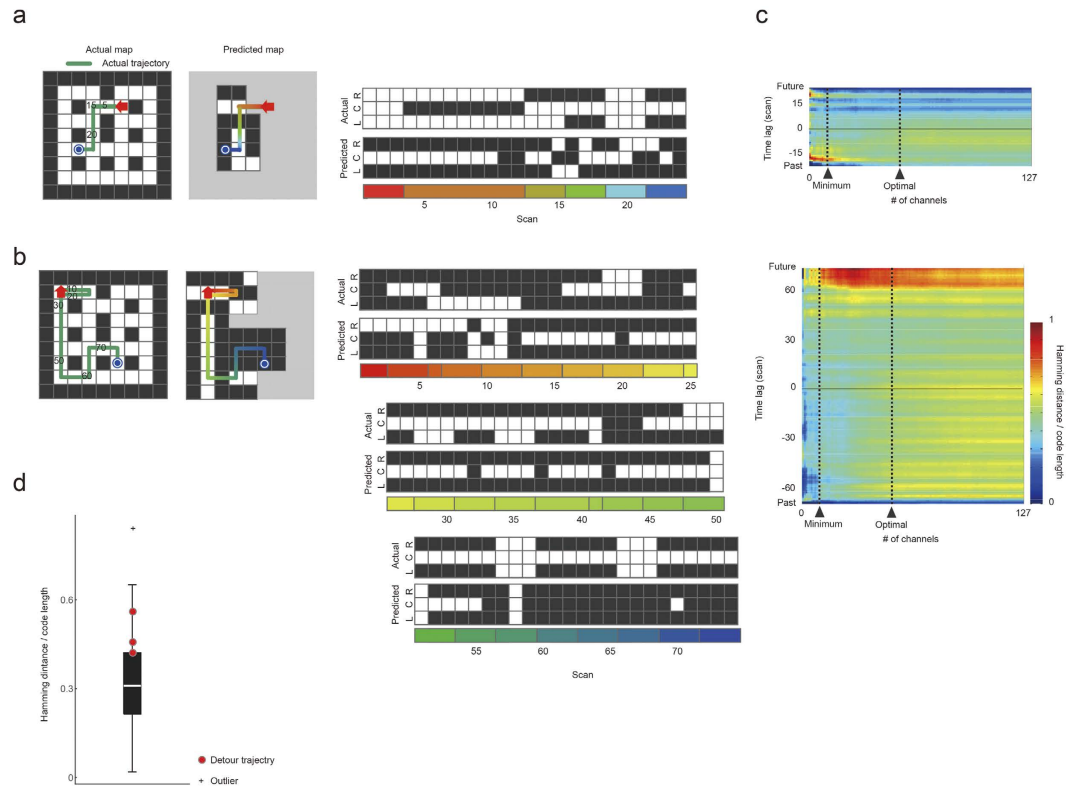 a
Actual map
Actual trajectory
Predicted map
15 5
20
Actual
L C R
Predicted
L C R
5 10 15 20
Scan
b
10
20
30
50
60
70
Actual
L C R
Predicted
L C R
5 10 15 20 25
Actual
L C R
Predicted
L C R
30 35 40 45 50
Actual
L C R
Predicted
L C R
55 60 65 70
Scan
c
Future
15
0
-15
Past
Time lag (scan)
0 127
Minimum Optimal
# of channels
Future
60
30
0
-30
-60
Past
Time lag (scan)
0 127
Minimum Optimal
# of channels
1
0
Hamming distance / code length
d
Hamming dintance / code length
0.6
0.3
0
Detour trajectry
+ Outlier